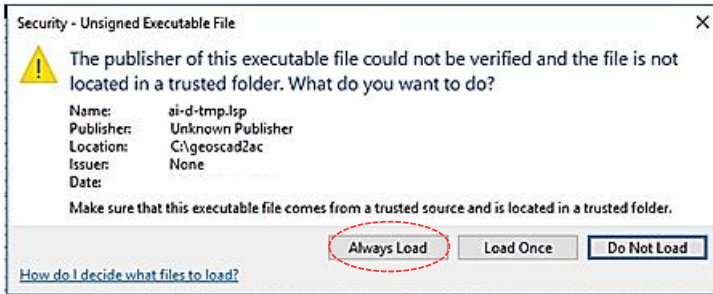 Security - Unsigned Executable File
The publisher of this executable file could not be verified and the file is not
located in a trusted folder. What do you want to do?
Name: ai-d-tmp.lsp
Publisher: Unknown Publisher
Location: C:\geoscad2ac
Issuer: None
Date:
Make sure that this executable file comes from a trusted source and is located in a trusted folder.
Always Load Load Once Do Not Load
How do I decide what files to load?